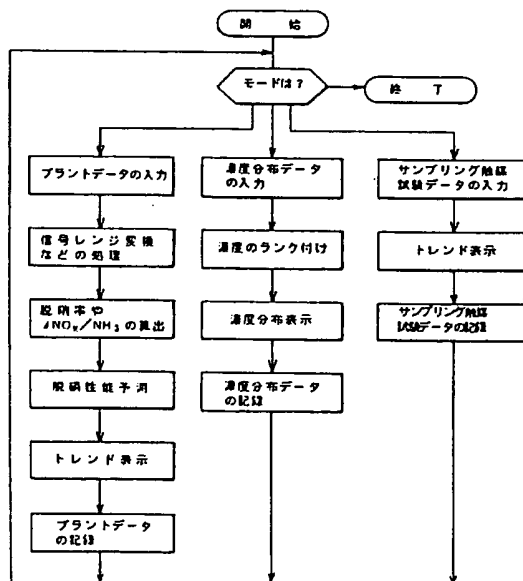 開 始
モードは?
終 了
プラントデータの入力
信号レンジ変換
などの処理
脱硝率や
ΔNOx/NH3の算出
脱硝性能予測
トレンド表示
プラントデータ
の記録
濃度分布データ
の入力
濃度のランク付け
濃度分布表示
濃度分布データ
の記録
サンプリング触媒
試験データの入力
トレンド表示
サンプリング触媒
試験データの記録